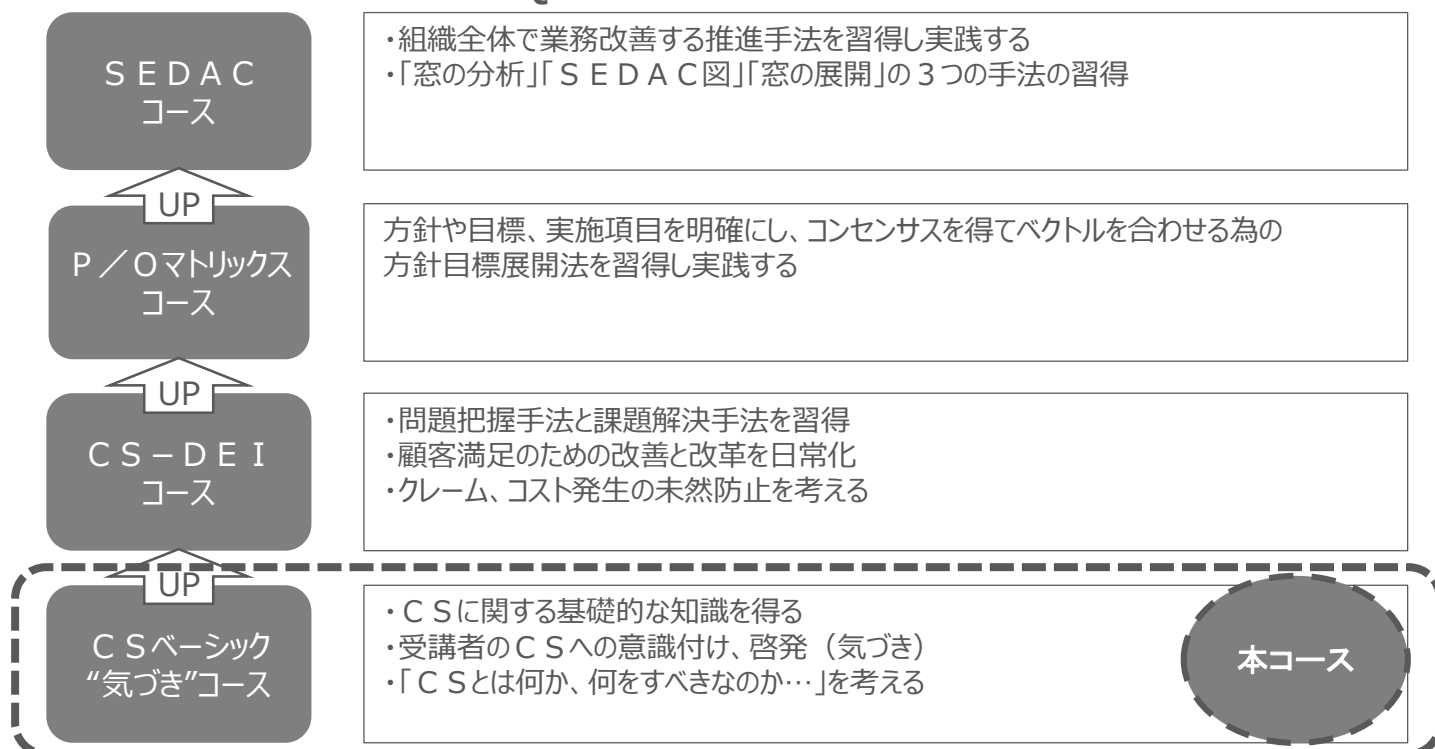 ＳＥＤＡＣ
コース
・組織全体で業務改善する推進手法を習得し実践する
・「窓の分析」「ＳＥＤＡＣ図」「窓の展開」の３つの手法の習得
UP
Ｐ／Ｏマトリックス
コース
方針や目標、実施項目を明確にし、コンセンサスを得てベクトルを合わせる為の
方針目標展開法を習得し実践する
UP
ＣＳ－ＤＥＩ
コース
・問題把握手法と課題解決手法を習得
・顧客満足のための改善と改革を日常化
・クレーム、コスト発生の未然防止を考える
UP
ＣＳベーシック
“気づき”コース
・ＣＳに関する基礎的な知識を得る
・受講者のＣＳへの意識付け、啓発（気づき）
・「ＣＳとは何か、何をすべきなのか…」を考える
本コース